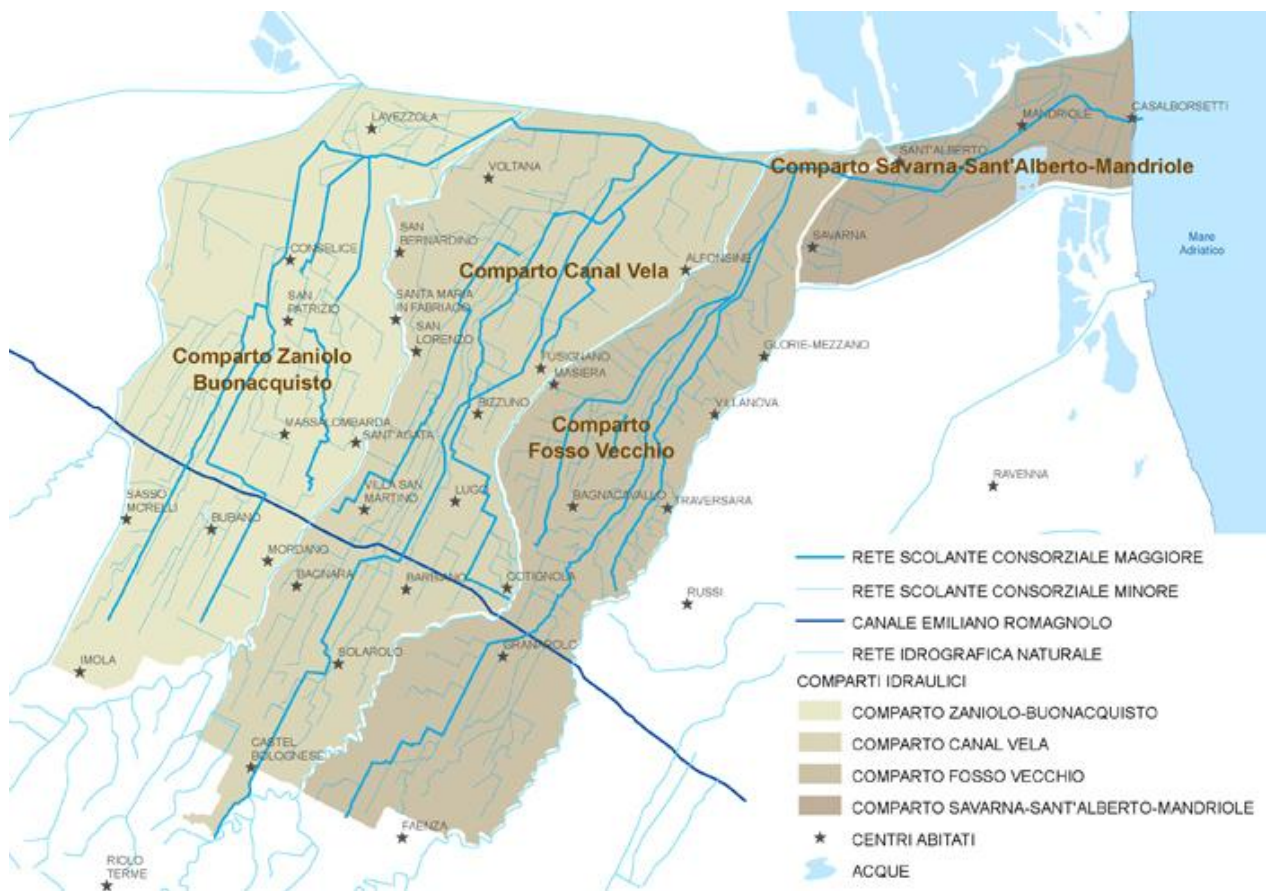 LAVEZZOLA
VOLTANA
CASALBORSETTI
MANDRIOLE
SANT'ALBERTO
Comparto Savarna-Sant'Alberto-Mandriole
SAN
BERNARDINO
SAVARNA
Mare
Adriatico
CONSELICE
ALFONSINE
Comparto Canal Vela
SAN
PATRIZIO
SANTA MARIA
IN FABRIAGO
SAN
LORENZO
Comparto Zaniolo
Buonacquisto
FUSIGNANO
MASIERA
GLORIE-MEZZANO
BIZZUNO
VILLANOVA
MASSALOMBARDA
SANT'AGATA
Comparto
Fosso Vecchio
RAVENNA
SASSO
MORELLI
VILLA SAN
MARTINO
LUGO
BAGNACAVALLO
TRAVERSARA
BUBANO
MORDANO
BAGNARA
BARBIANO
COTIGNOLA
RUSSI
IMOLA
SOLAROLO
GRANAROLO
CASTEL
BOLOGNESE
FAENZA
RIOLO
TERME
RETE SCOLANTE CONSORZIALE MAGGIORE
RETE SCOLANTE CONSORZIALE MINORE
CANALE EMILIANO ROMAGNOLO
RETE IDROGRAFICA NATURALE
COMPARTI IDRAULICI
COMPARTO ZANIOLO-BUONACQUISTO
COMPARTO CANAL VELA
COMPARTO FOSSO VECCHIO
COMPARTO SAVARNA-SANT'ALBERTO-MANDRIOLE
CENTRI ABITATI
ACQUE